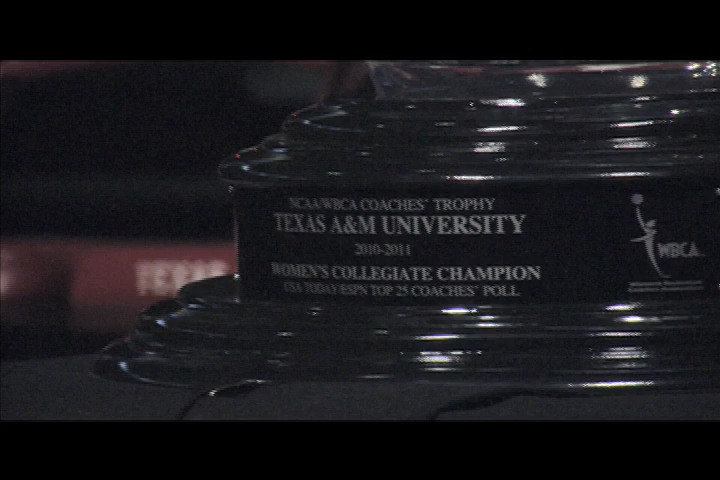 NCAA/WBCA COACHES' TROPHY
TEXAS A&M UNIVERSITY
2010-2011
WOMEN'S COLLEGIATE CHAMPION
USA TODAY/ESPN TOP 25 COACHES' POLL
WBCA
TEXAS